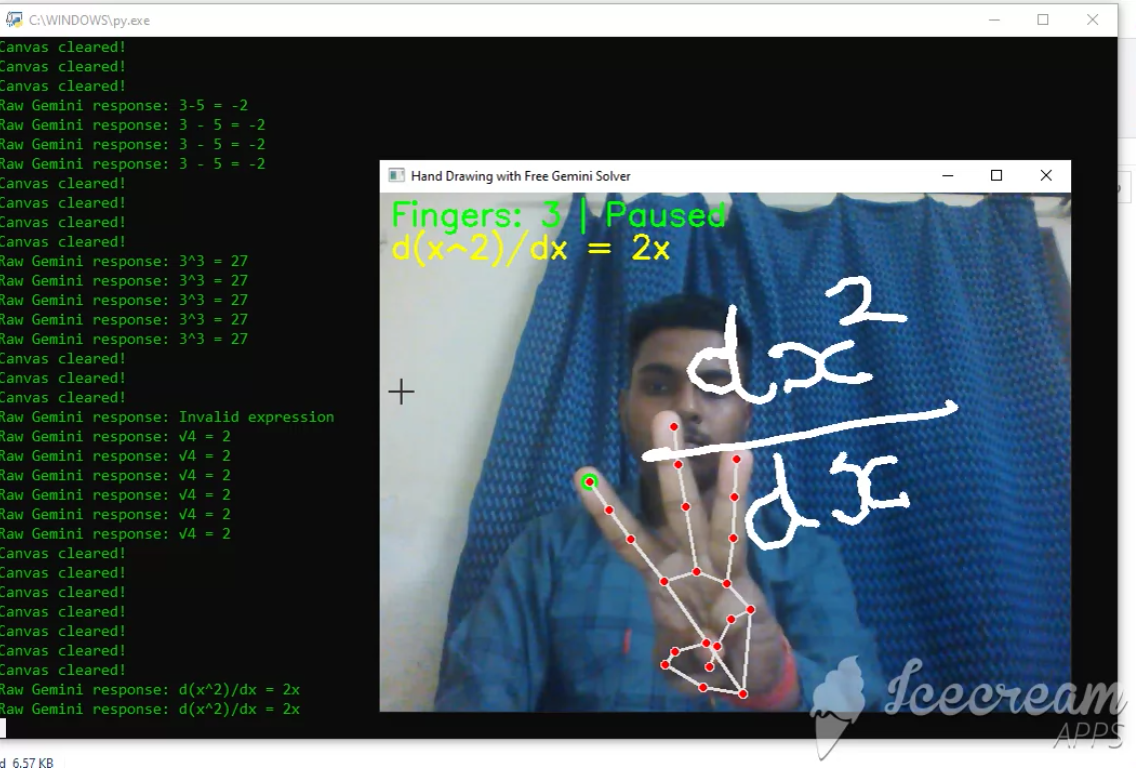 C:\WINDOWS\py.exe
Canvas cleared!
Canvas cleared!
Canvas cleared!
Raw Gemini response: 3-5 = -2
Raw Gemini response: 3 - 5 = -2
Raw Gemini response: 3 - 5 = -2
Raw Gemini response: 3 - 5 = -2
Canvas cleared!
Canvas cleared!
Canvas cleared!
Canvas cleared!
Raw Gemini response: 3^3 = 27
Raw Gemini response: 3^3 = 27
Raw Gemini response: 3^3 = 27
Raw Gemini response: 3^3 = 27
Raw Gemini response: 3^3 = 27
Canvas cleared!
Canvas cleared!
Canvas cleared!
Raw Gemini response: Invalid expression
Raw Gemini response: √4 = 2
Raw Gemini response: √4 = 2
Raw Gemini response: √4 = 2
Raw Gemini response: √4 = 2
Raw Gemini response: √4 = 2
Raw Gemini response: √4 = 2
Canvas cleared!
Canvas cleared!
Canvas cleared!
Canvas cleared!
Canvas cleared!
Canvas cleared!
Canvas cleared!
Raw Gemini response: d(x^2)/dx = 2x
Raw Gemini response: d(x^2)/dx = 2x
Hand Drawing with Free Gemini Solver
Fingers: 3 | Paused
d(x^2)/dx = 2x
dx²
dx
Icecream
APPS
d 6,57 KB